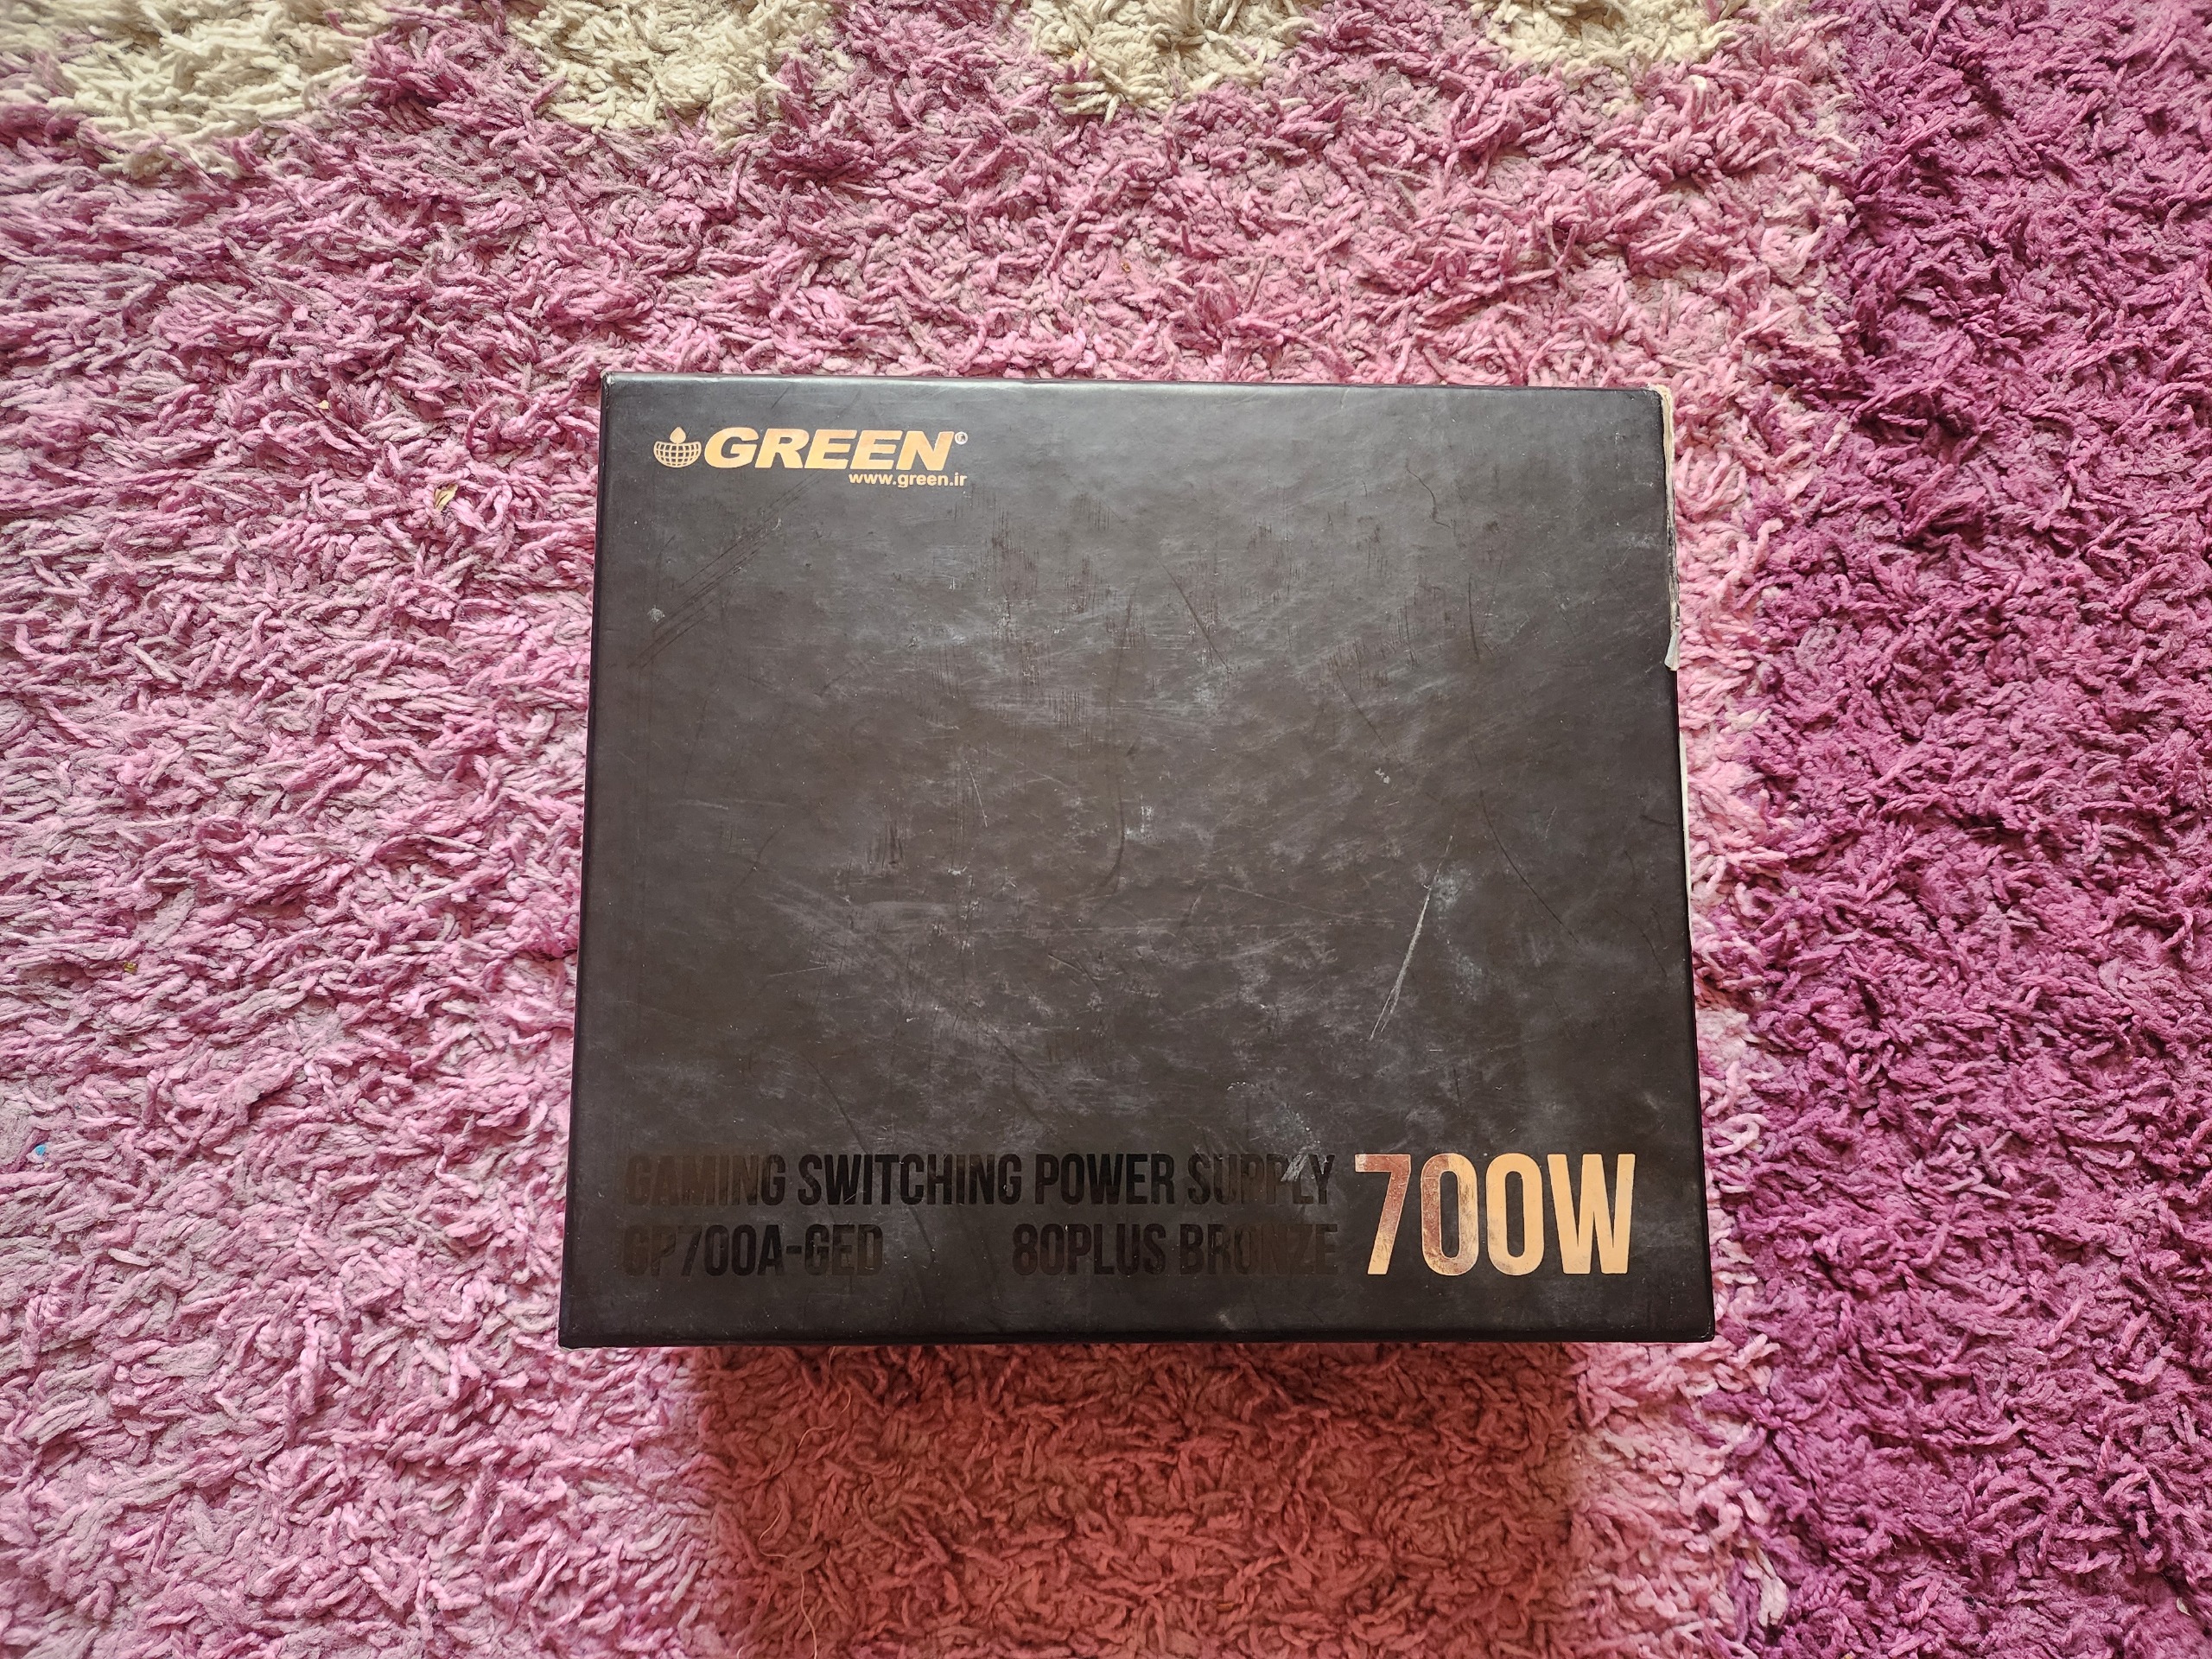 GREEN®
www.green.ir
GAMING SWITCHING POWER SUPPLY
GP700A-GED 80PLUS BRONZE
700W